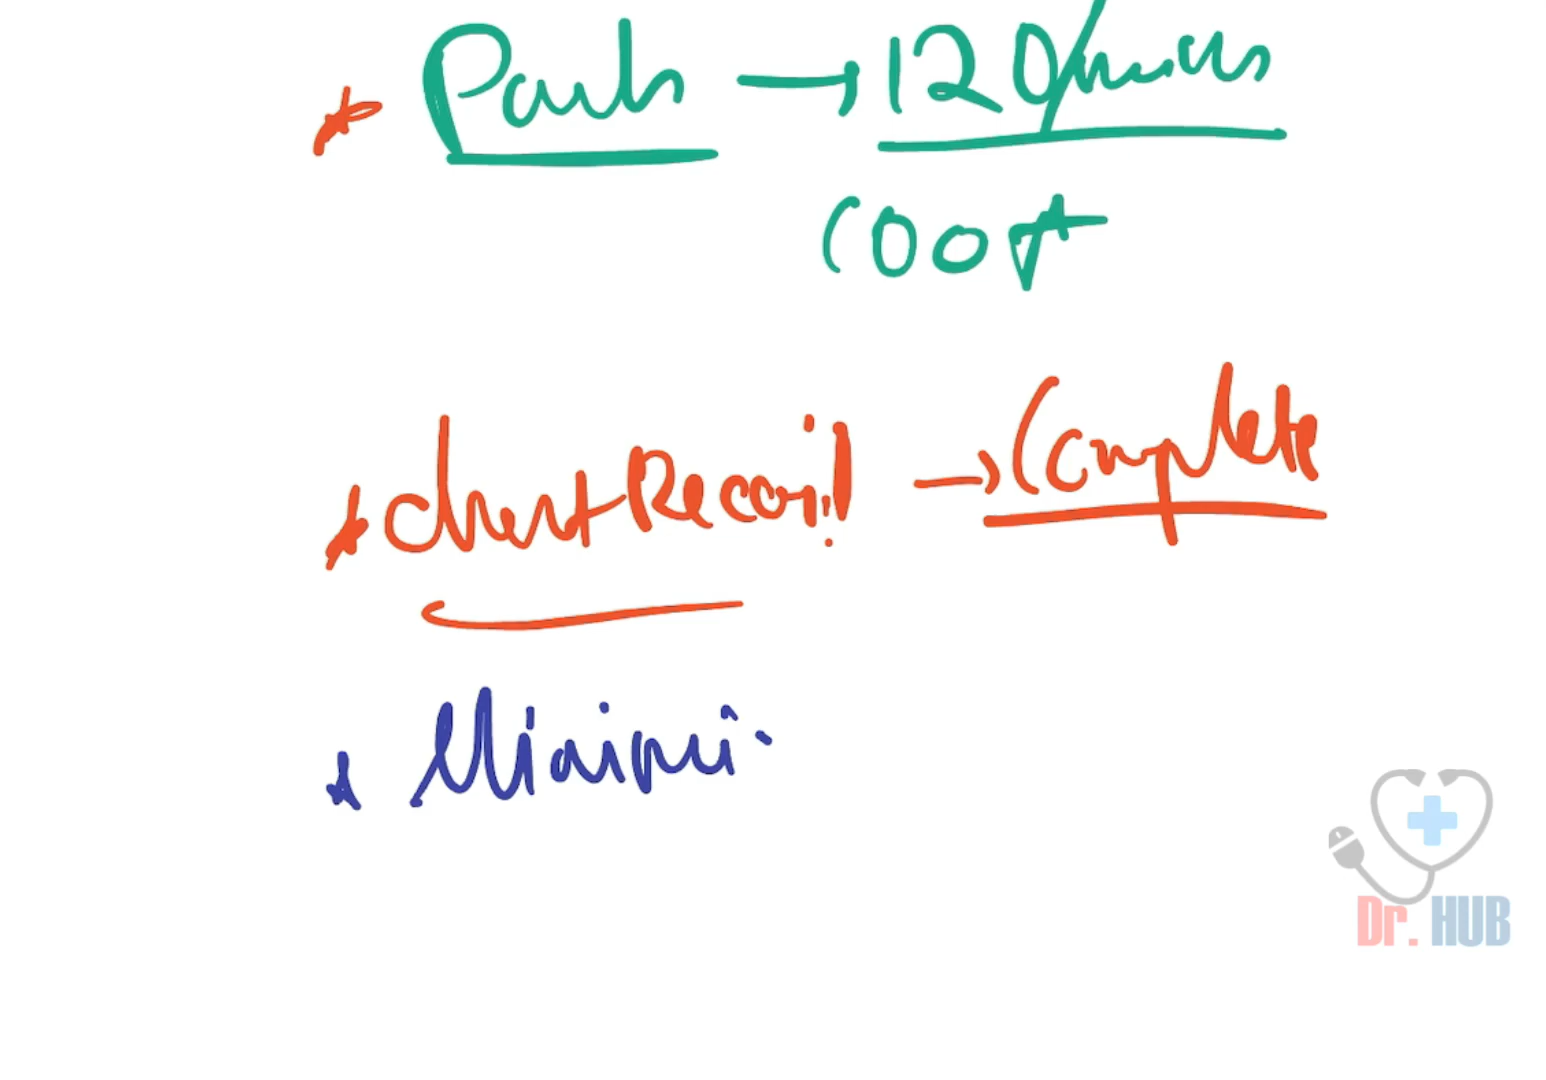 * Push → 120/min
100+
* chest Recoil → Complete
* Minimi
Dr. HUB